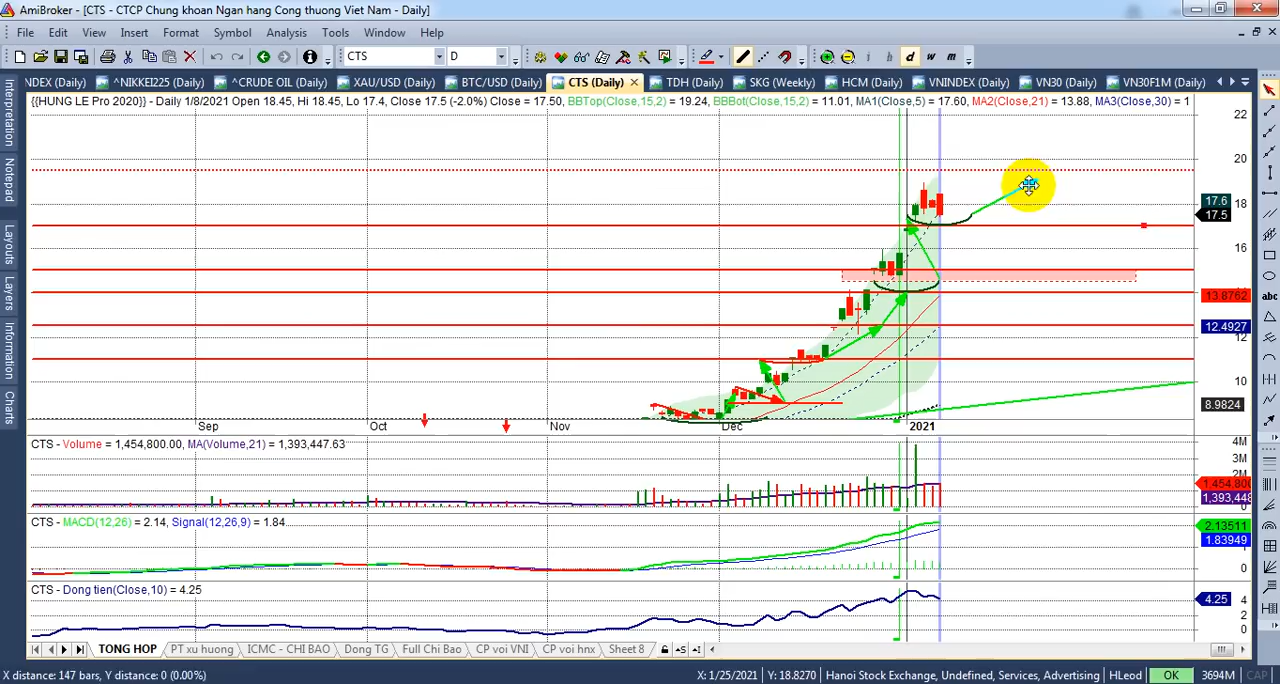 AmiBroker - [CTS - CTCP Chung khoan Ngan hang Cong thuong Viet Nam - Daily]
File Edit View Insert Format Symbol Analysis Tools Window Help
CTS D i h d w m
NDEX (Daily) ^NIKKEI225 (Daily) ^CRUDE OIL (Daily) XAU/USD (Daily) BTC/USD (Daily) CTS (Daily) TDH (Daily) SKG (Weekly) HCM (Daily) VNINDEX (Daily) VN30 (Daily) VN30F1M (Daily)
{{HUNG LE Pro 2020}} - Daily 1/8/2021 Open 18.45, Hi 18.45, Lo 17.4, Close 17.5 (-2.0%) Close = 17.50, BBTop(Close,15,2) = 19.24, BBBot(Close,15,2) = 11.01, MA1(Close,5) = 17.60, MA2(Close,21) = 13.88, MA3(Close,30) = 1
Interpretation
Notepad
Layouts
Layers
Information
Charts
22
20
18
17.6
17.5
16
13.8762
12.4927
12
10
8.9824
abc
Sep Oct Nov Dec 2021
CTS - Volume = 1,454,800.00, MA(Volume,21) = 1,393,447.63
4M
3M
2M
1,454,800
1,393,448
CTS - MACD(12,26) = 2.14, Signal(12,26,9) = 1.84
2.13511
1.83949
0
CTS - Dong tien(Close,10) = 4.25
4.25
4
2
0
TONG HOP PT xu huong ICMC - CHI BAO Dong TG Full Chi Bao CP voi VNI CP voi hnx Sheet 8
X distance: 147 bars, Y distance: 0 (0.00%) X: 1/25/2021 Y: 18.8270 Hanoi Stock Exchange, Undefined, Services, Advertising HLeod OK 3694M CAP